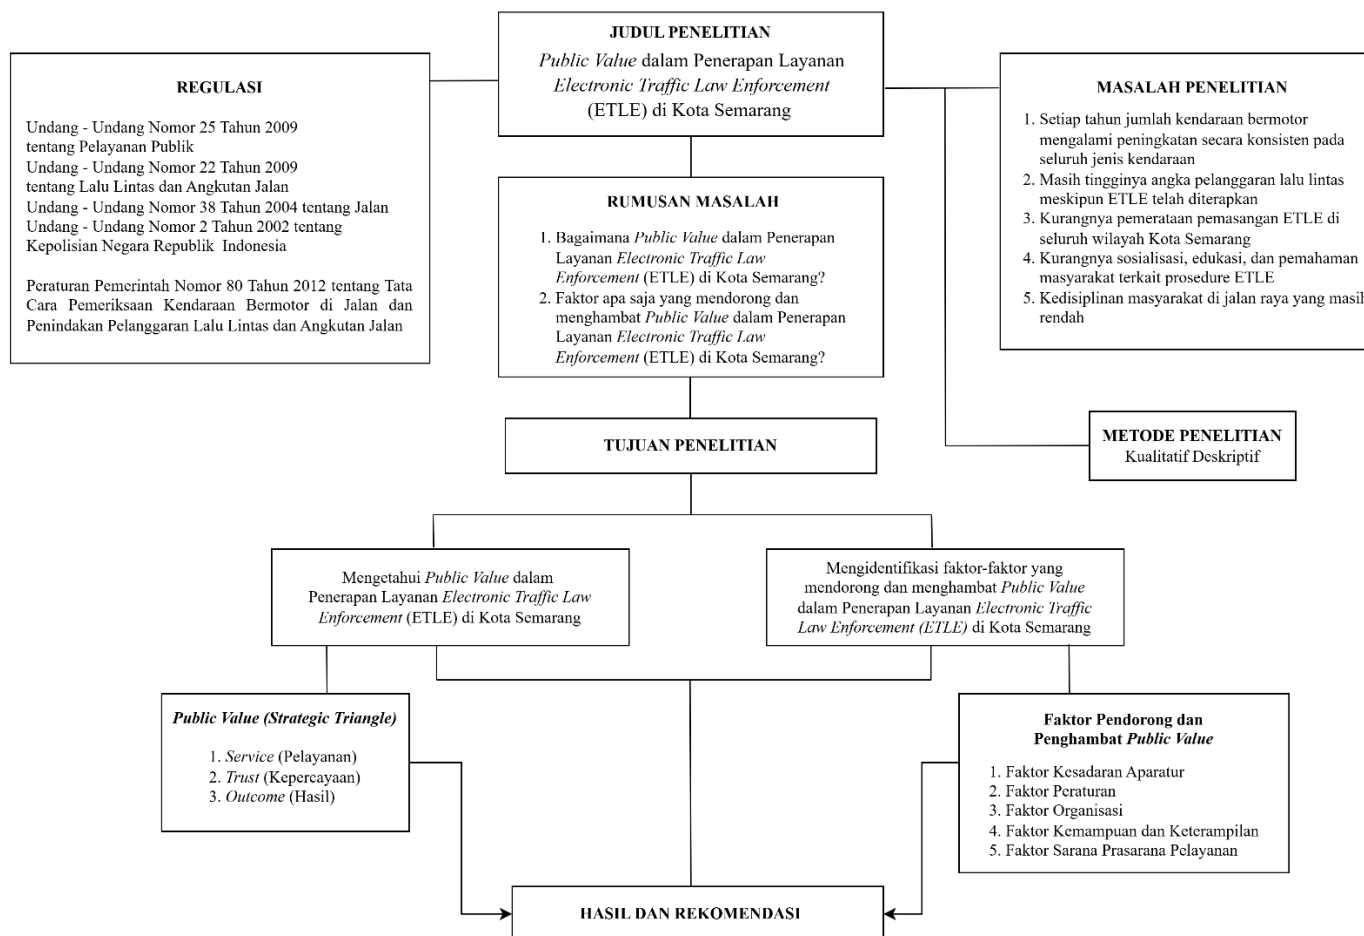 JUDUL PENELITIAN
Public Value dalam Penerapan Layanan
Electronic Traffic Law Enforcement
(ETLE) di Kota Semarang
REGULASI
Undang - Undang Nomor 25 Tahun 2009
tentang Pelayanan Publik
Undang - Undang Nomor 22 Tahun 2009
tentang Lalu Lintas dan Angkutan Jalan
Undang - Undang Nomor 38 Tahun 2004 tentang Jalan
Undang - Undang Nomor 2 Tahun 2002 tentang
Kepolisian Negara Republik Indonesia
Peraturan Pemerintah Nomor 80 Tahun 2012 tentang Tata
Cara Pemeriksaan Kendaraan Bermotor di Jalan dan
Penindakan Pelanggaran Lalu Lintas dan Angkutan Jalan
MASALAH PENELITIAN
1. Setiap tahun jumlah kendaraan bermotor
mengalami peningkatan secara konsisten pada
seluruh jenis kendaraan
2. Masih tingginya angka pelanggaran lalu lintas
meskipun ETLE telah diterapkan
3. Kurangnya pemerataan pemasangan ETLE di
seluruh wilayah Kota Semarang
4. Kurangnya sosialisasi, edukasi, dan pemahaman
masyarakat terkait prosedure ETLE
5. Kedisiplinan masyarakat di jalan raya yang masih
rendah
RUMUSAN MASALAH
1. Bagaimana Public Value dalam Penerapan
Layanan Electronic Traffic Law
Enforcement (ETLE) di Kota Semarang?
2. Faktor apa saja yang mendorong dan
menghambat Public Value dalam Penerapan
Layanan Electronic Traffic Law
Enforcement (ETLE) di Kota Semarang?
TUJUAN PENELITIAN
METODE PENELITIAN
Kualitatif Deskriptif
Mengetahui Public Value dalam
Penerapan Layanan Electronic Traffic Law
Enforcement (ETLE) di Kota Semarang
Mengidentifikasi faktor-faktor yang
mendorong dan menghambat Public Value
dalam Penerapan Layanan Electronic Traffic
Law Enforcement (ETLE) di Kota Semarang
Public Value (Strategic Triangle)
1. Service (Pelayanan)
2. Trust (Kepercayaan)
3. Outcome (Hasil)
Faktor Pendorong dan
Penghambat Public Value
1. Faktor Kesadaran Aparatur
2. Faktor Peraturan
3. Faktor Organisasi
4. Faktor Kemampuan dan Keterampilan
5. Faktor Sarana Prasarana Pelayanan
HASIL DAN REKOMENDASI